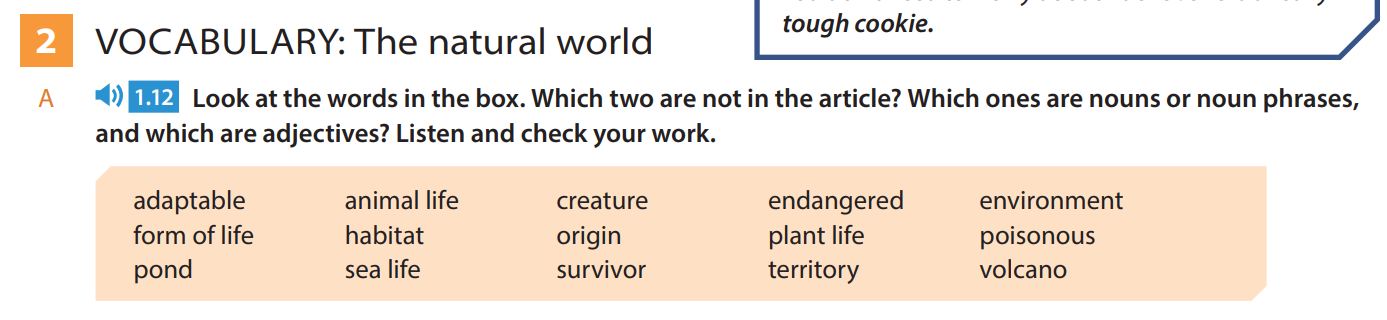 tough cookie.
2 VOCABULARY: The natural world
A 1.12 Look at the words in the box. Which two are not in the article? Which ones are nouns or noun phrases,
and which are adjectives? Listen and check your work.
adaptable animal life creature endangered environment
form of life habitat origin plant life poisonous
pond sea life survivor territory volcano